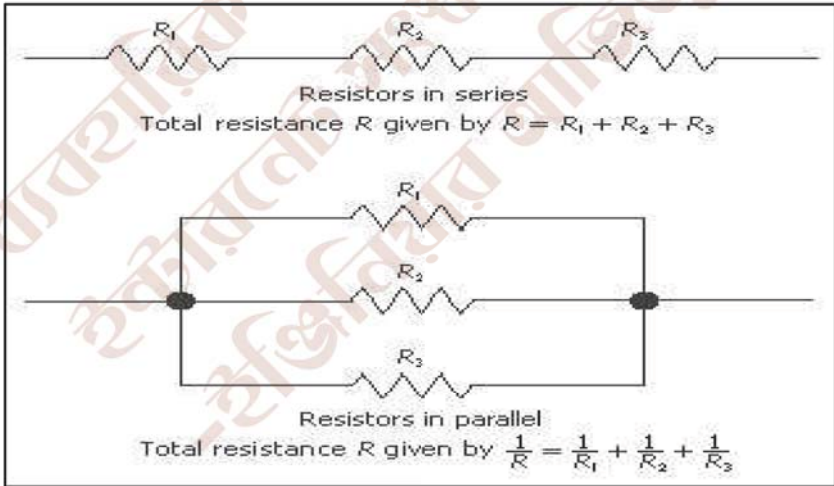 R₁ R₂ R₃
Resistors in series
Total resistance R given by R = R₁ + R₂ + R₃
R₁
R₂
R₃
Resistors in parallel
Total resistance R given by 1/R = 1/R₁ + 1/R₂ + 1/R₃